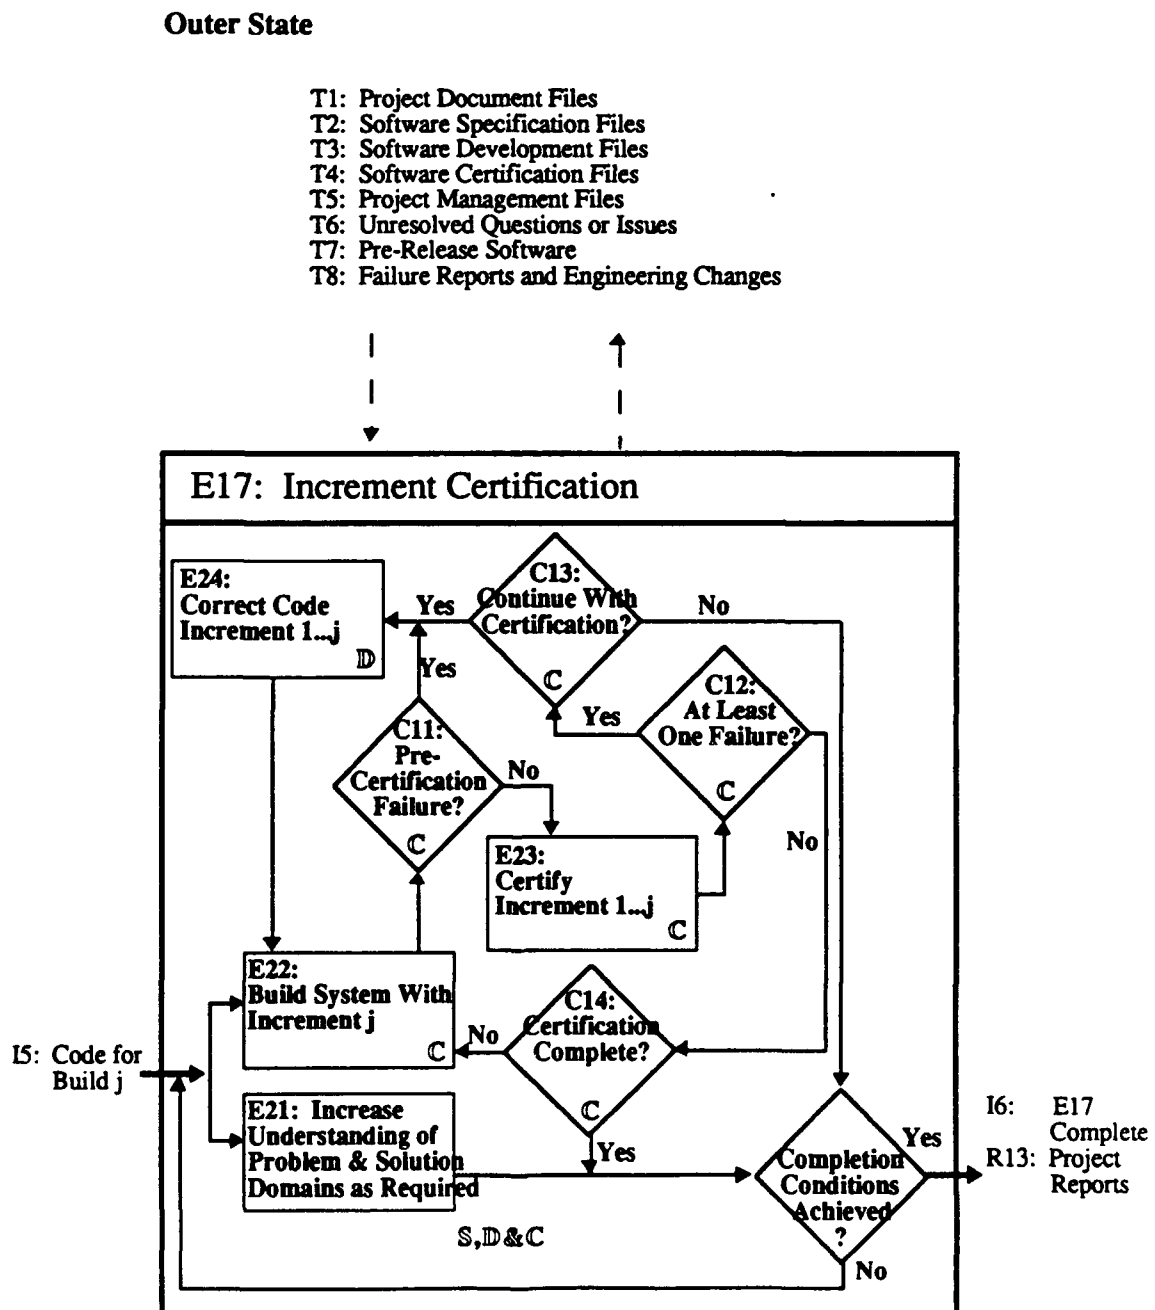 Outer State
T1: Project Document Files
T2: Software Specification Files
T3: Software Development Files
T4: Software Certification Files
T5: Project Management Files
T6: Unresolved Questions or Issues
T7: Pre-Release Software
T8: Failure Reports and Engineering Changes
E17: Increment Certification
E24:
Correct Code
Increment 1...j
D
Yes
C13:
Continue With
Certification?
C
No
Yes
C12:
At Least
One Failure?
C
Yes
No
C11:
Pre-
Certification
Failure?
C
No
E23:
Certify
Increment 1...j
C
E22:
Build System With
Increment j
C
No
C14:
Certification
Complete?
C
Yes
I5: Code for
Build j
E21: Increase
Understanding of
Problem & Solution
Domains as Required
S,D&C
Completion
Conditions
Achieved
?
Yes
No
I6: E17
Complete
R13: Project
Reports